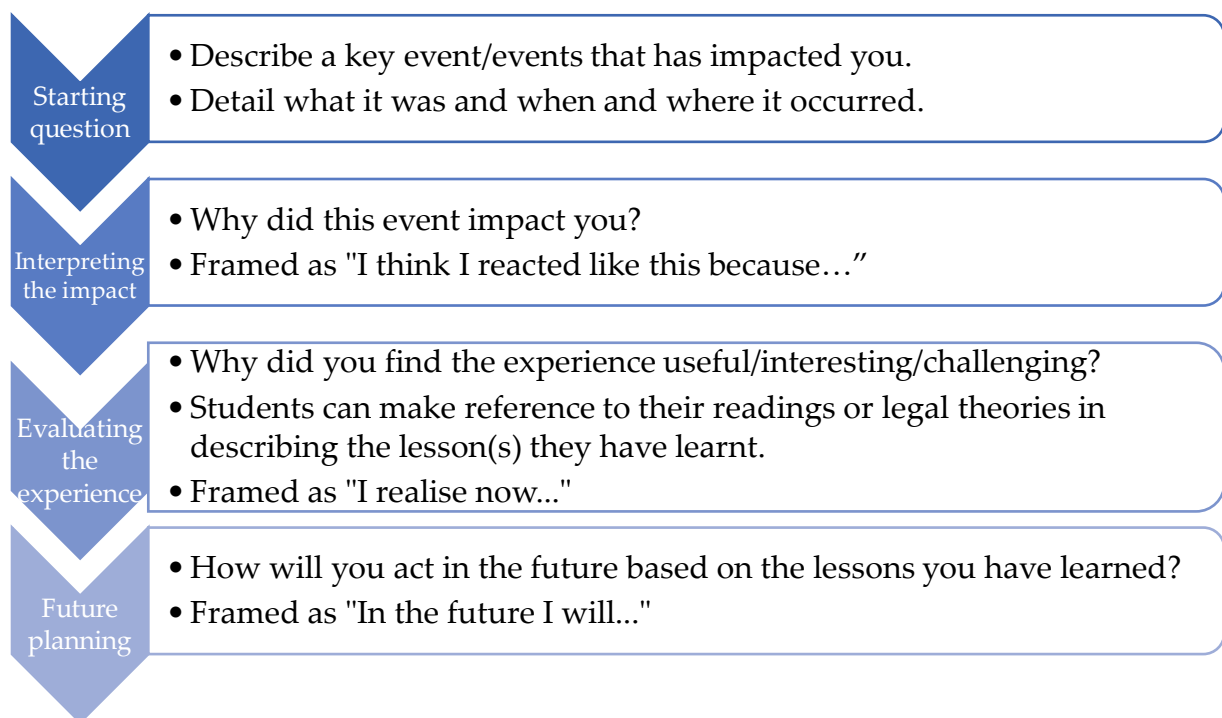 Starting
question
• Describe a key event/events that has impacted you.
• Detail what it was and when and where it occurred.
Interpreting
the impact
• Why did this event impact you?
• Framed as "I think I reacted like this because…”
Evaluating
the
experience
• Why did you find the experience useful/interesting/challenging?
• Students can make reference to their readings or legal theories in
describing the lesson(s) they have learnt.
• Framed as "I realise now..."
Future
planning
• How will you act in the future based on the lessons you have learned?
• Framed as "In the future I will..."